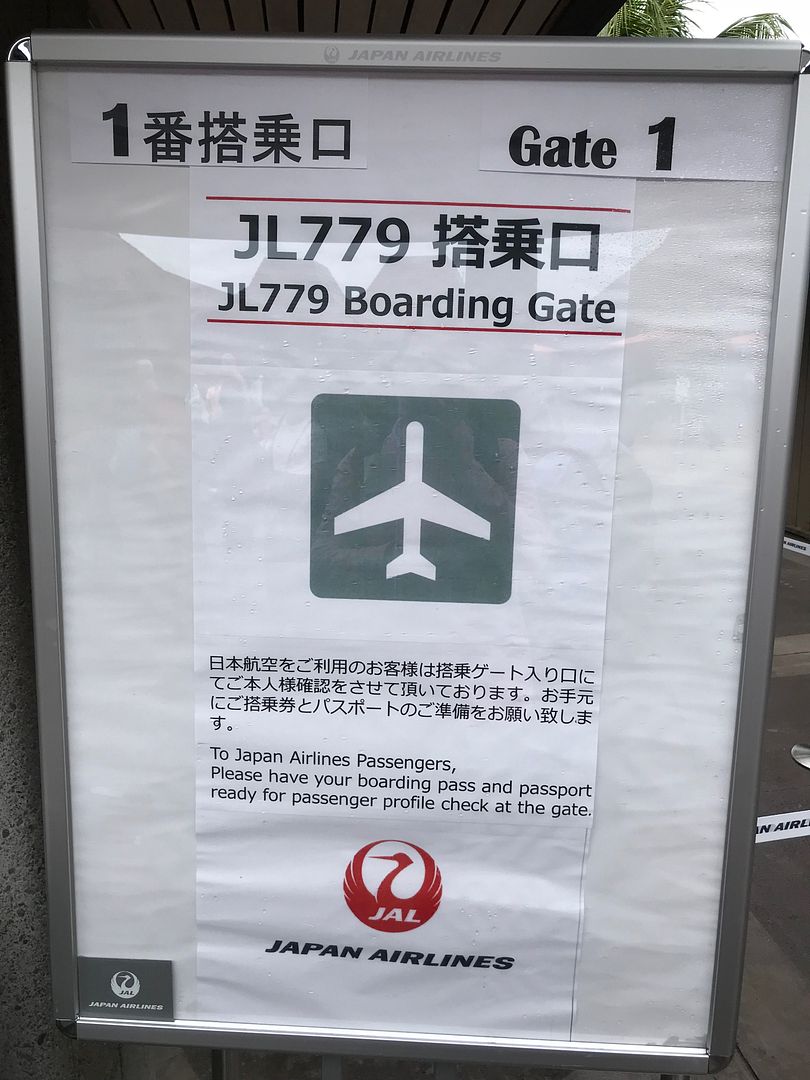 JAPAN AIRLINES
1番搭乗口 Gate 1
JL779 搭乗口
JL779 Boarding Gate
日本航空をご利用のお客様は搭乗ゲート入り口に
てご本人様確認をさせて頂いております。お手元
にご搭乗券とパスポートのご準備をお願い致しま
す。
To Japan Airlines Passengers,
Please have your boarding pass and passport
ready for passenger profile check at the gate.
JAL
JAPAN AIRLINES
JAL
JAPAN AIRLINES